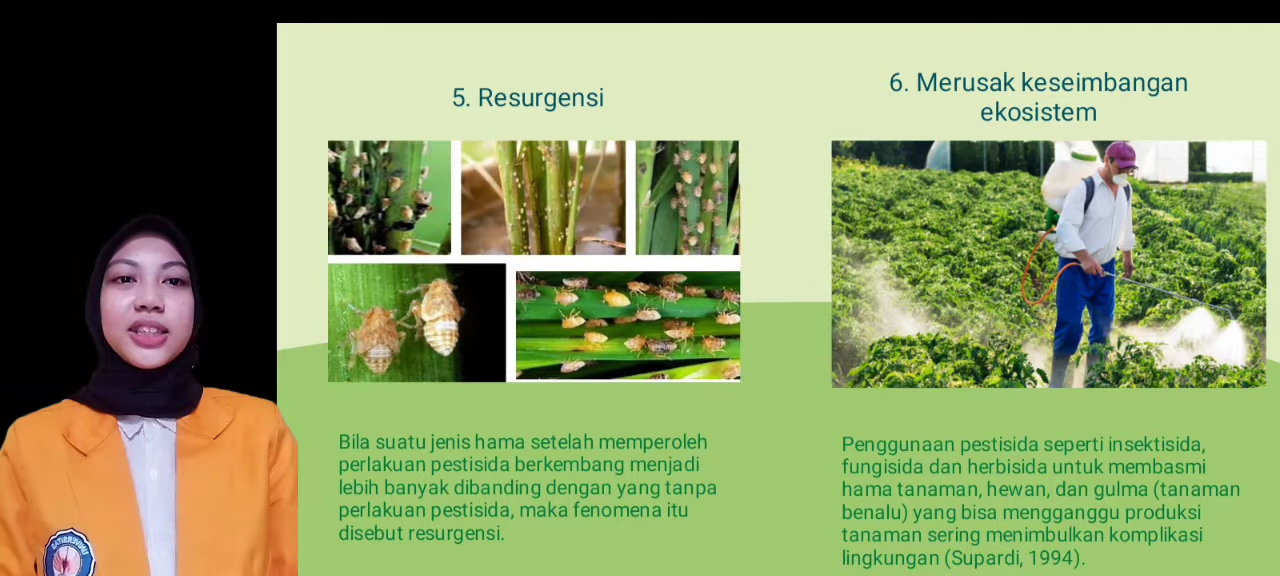 5. Resurgensi
Bila suatu jenis hama setelah memperoleh
perlakuan pestisida berkembang menjadi
lebih banyak dibanding dengan yang tanpa
perlakuan pestisida, maka fenomena itu
disebut resurgensi.
6. Merusak keseimbangan
ekosistem
Penggunaan pestisida seperti insektisida,
fungisida dan herbisida untuk membasmi
hama tanaman, hewan, dan gulma (tanaman
benalu) yang bisa mengganggu produksi
tanaman sering menimbulkan komplikasi
lingkungan (Supardi, 1994).